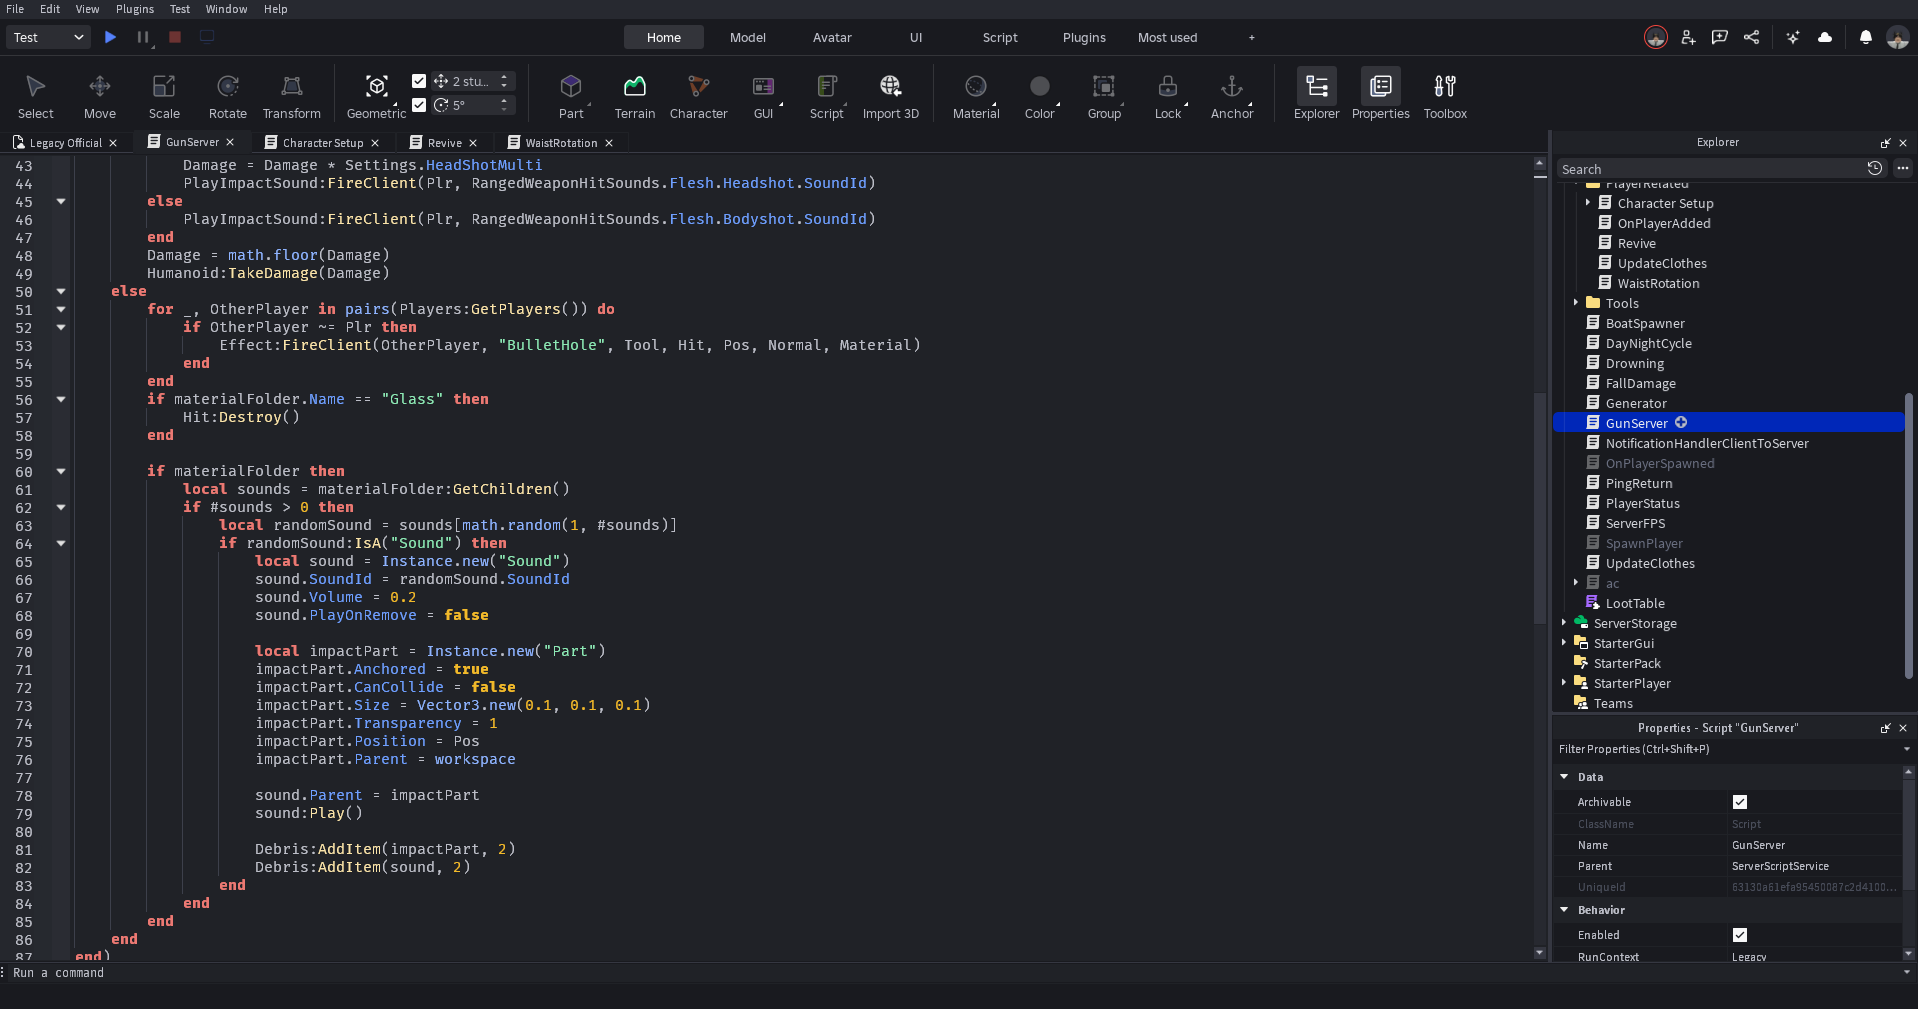 File Edit View Plugins Test Window Help
Test
Home Model Avatar UI Script Plugins Most used +
Select Move Scale Rotate Transform Geometric 2 stu... 5° Part Terrain Character GUI Script Import 3D Material Color Group Lock Anchor Explorer Properties Toolbox
Legacy Official GunServer Character Setup Revive WaistRotation
43 Damage = Damage * Settings.HeadShotMulti
44 PlayImpactSound:FireClient(Plr, RangedWeaponHitSounds.Flesh.Headshot.SoundId)
45 else
46 PlayImpactSound:FireClient(Plr, RangedWeaponHitSounds.Flesh.Bodyshot.SoundId)
47 end
48 Damage = math.floor(Damage)
49 Humanoid:TakeDamage(Damage)
50 else
51 for _, OtherPlayer in pairs(Players:GetPlayers()) do
52 if OtherPlayer ~= Plr then
53 Effect:FireClient(OtherPlayer, "BulletHole", Tool, Hit, Pos, Normal, Material)
54 end
55 end
56 if materialFolder.Name == "Glass" then
57 Hit:Destroy()
58 end
59
60 if materialFolder then
61 local sounds = materialFolder:GetChildren()
62 if #sounds > 0 then
63 local randomSound = sounds[math.random(1, #sounds)]
64 if randomSound:IsA("Sound") then
65 local sound = Instance.new("Sound")
66 sound.SoundId = randomSound.SoundId
67 sound.Volume = 0.2
68 sound.PlayOnRemove = false
69
70 local impactPart = Instance.new("Part")
71 impactPart.Anchored = true
72 impactPart.CanCollide = false
73 impactPart.Size = Vector3.new(0.1, 0.1, 0.1)
74 impactPart.Transparency = 1
75 impactPart.Position = Pos
76 impactPart.Parent = workspace
77
78 sound.Parent = impactPart
79 sound:Play()
80
81 Debris:AddItem(impactPart, 2)
82 Debris:AddItem(sound, 2)
83 end
84 end
85 end
86 end
87 end)
Run a command
Explorer
Search
PlayerRelated
Character Setup
OnPlayerAdded
Revive
UpdateClothes
WaistRotation
Tools
BoatSpawner
DayNightCycle
Drowning
FallDamage
Generator
GunServer
NotificationHandlerClientToServer
OnPlayerSpawned
PingReturn
PlayerStatus
ServerFPS
SpawnPlayer
UpdateClothes
ac
LootTable
ServerStorage
StarterGui
StarterPack
StarterPlayer
Teams
Properties - Script "GunServer"
Filter Properties (Ctrl+Shift+P)
Data
Archivable
ClassName Script
Name GunServer
Parent ServerScriptService
UniqueId 63130a61efa95450087c2d4100...
Behavior
Enabled
RunContext Legacy